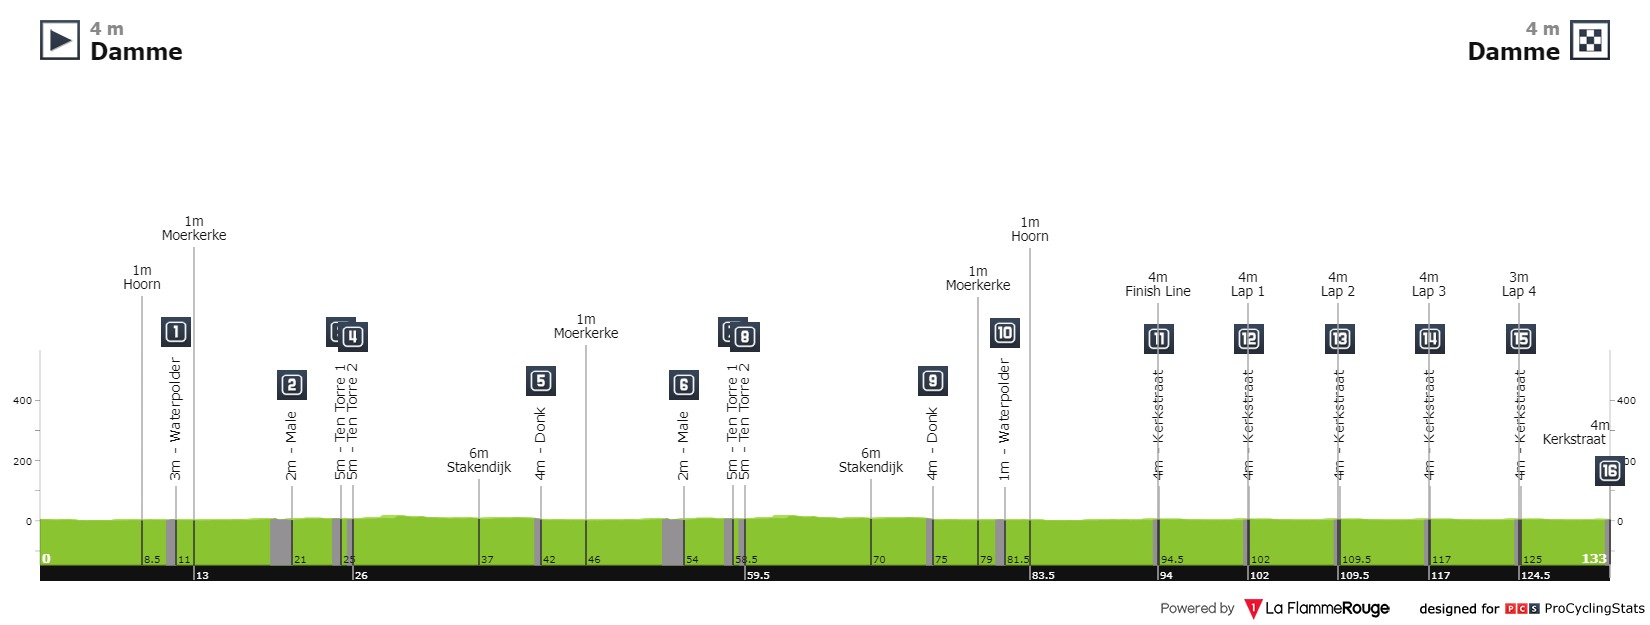 4 m
Damme
4 m
Damme
1m
Moerkerke
1m
Hoorn
1m
Hoorn
1m
Moerkerke
4m
Finish Line
4m
Lap 1
4m
Lap 2
4m
Lap 3
3m
Lap 4
1m
Moerkerke
1
4
8
10
11
12
13
14
15
2
5
6
9
3m - Waterpolder
2m - Male
5m - Ten Torre 1
5m - Ten Torre 2
4m - Donk
2m - Male
5m - Ten Torre 1
5m - Ten Torre 2
4m - Donk
1m - Waterpolder
4m - Kerkstraat
4m - Kerkstraat
4m - Kerkstraat
4m - Kerkstraat
4m - Kerkstraat
6m
Stakendijk
6m
Stakendijk
4m
Kerkstraat
16
400
200
0
400
0
0 8.5 11 21 25 37 42 46 54 58.5 70 75 79 81.5 94.5 102 109.5 117 125 133
13 26 59.5 83.5 94 102 109.5 117 124.5
Powered by La FlammeRouge designed for PCS ProCyclingStats